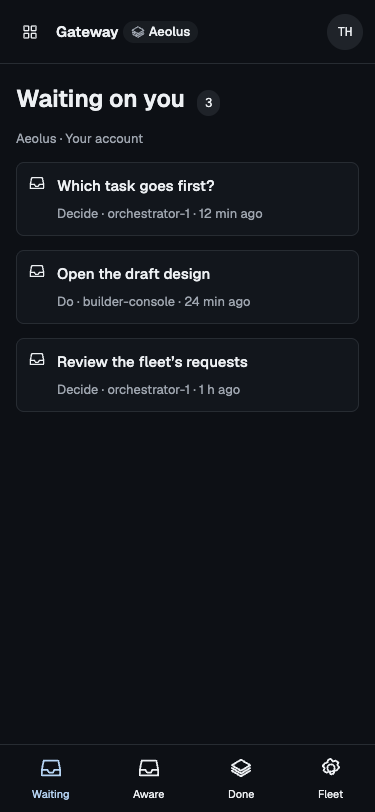 Gateway
Aeolus
TH
Waiting on you
3
Aeolus · Your account
Which task goes first?
Decide · orchestrator-1 · 12 min ago
Open the draft design
Do · builder-console · 24 min ago
Review the fleet's requests
Decide · orchestrator-1 · 1 h ago
Waiting
Aware
Done
Fleet